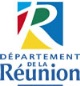 DÉPARTEMENT
DE LA
Réunion